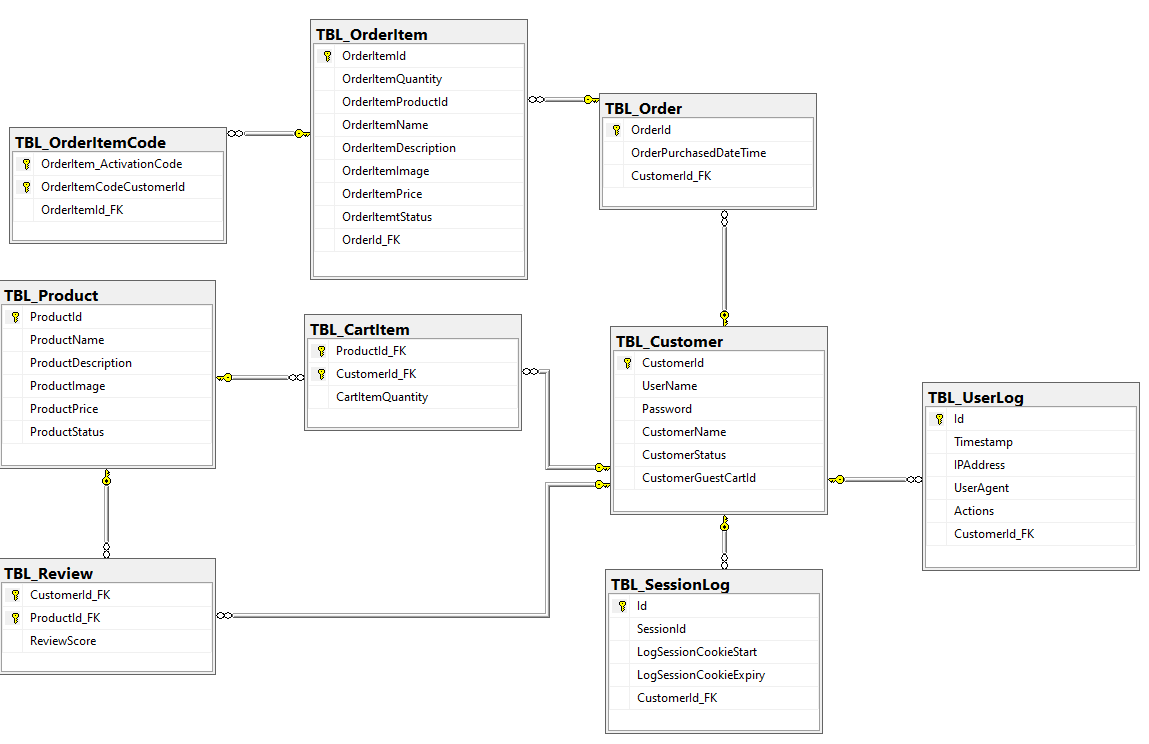 TBL_OrderItem
OrderItemId
OrderItemQuantity
OrderItemProductId
OrderItemName
OrderItemDescription
OrderItemImage
OrderItemPrice
OrderItemtStatus
OrderId_FK
TBL_Order
OrderId
OrderPurchasedDateTime
CustomerId_FK
TBL_OrderItemCode
OrderItem_ActivationCode
OrderItemCodeCustomerId
OrderItemId_FK
TBL_Product
ProductId
ProductName
ProductDescription
ProductImage
ProductPrice
ProductStatus
TBL_CartItem
ProductId_FK
CustomerId_FK
CartItemQuantity
TBL_Customer
CustomerId
UserName
Password
CustomerName
CustomerStatus
CustomerGuestCartId
TBL_UserLog
Id
Timestamp
IPAddress
UserAgent
Actions
CustomerId_FK
TBL_Review
CustomerId_FK
ProductId_FK
ReviewScore
TBL_SessionLog
Id
SessionId
LogSessionCookieStart
LogSessionCookieExpiry
CustomerId_FK